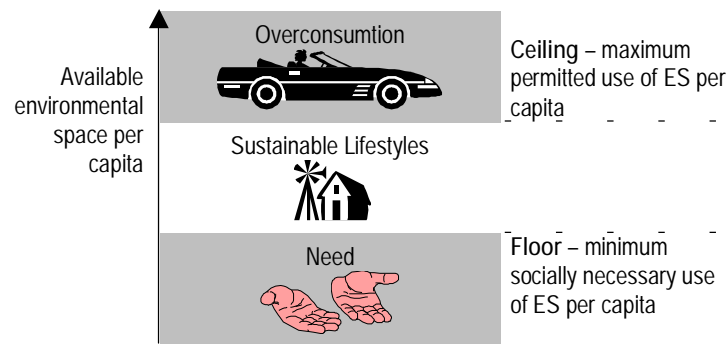 Overconsumtion
Available
environmental
space per
capita
Ceiling – maximum
permitted use of ES per
capita
Sustainable Lifestyles
Need
Floor – minimum
socially necessary use
of ES per capita